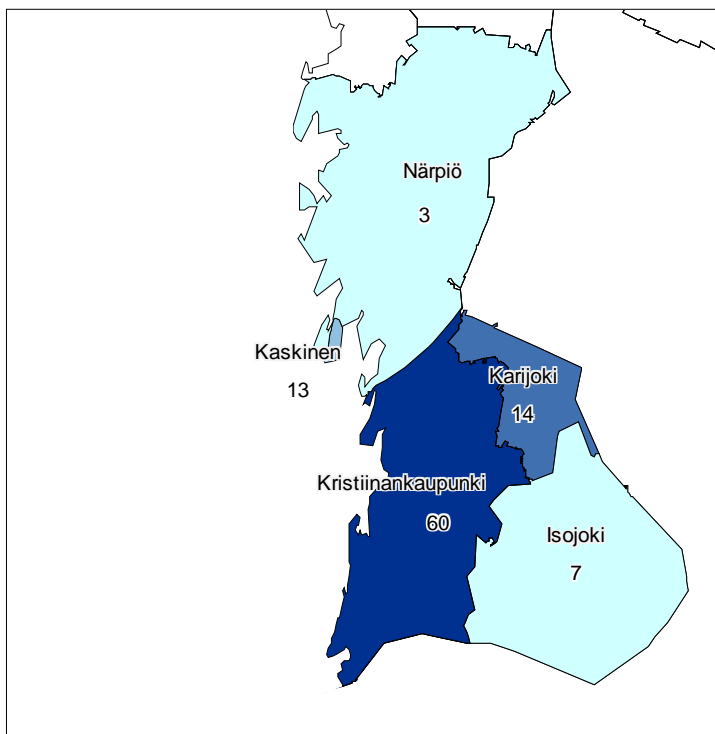 Närpiö
3
Kaskinen
13
Karijoki
14
Kristiinankaupunki
60
Isojoki
7